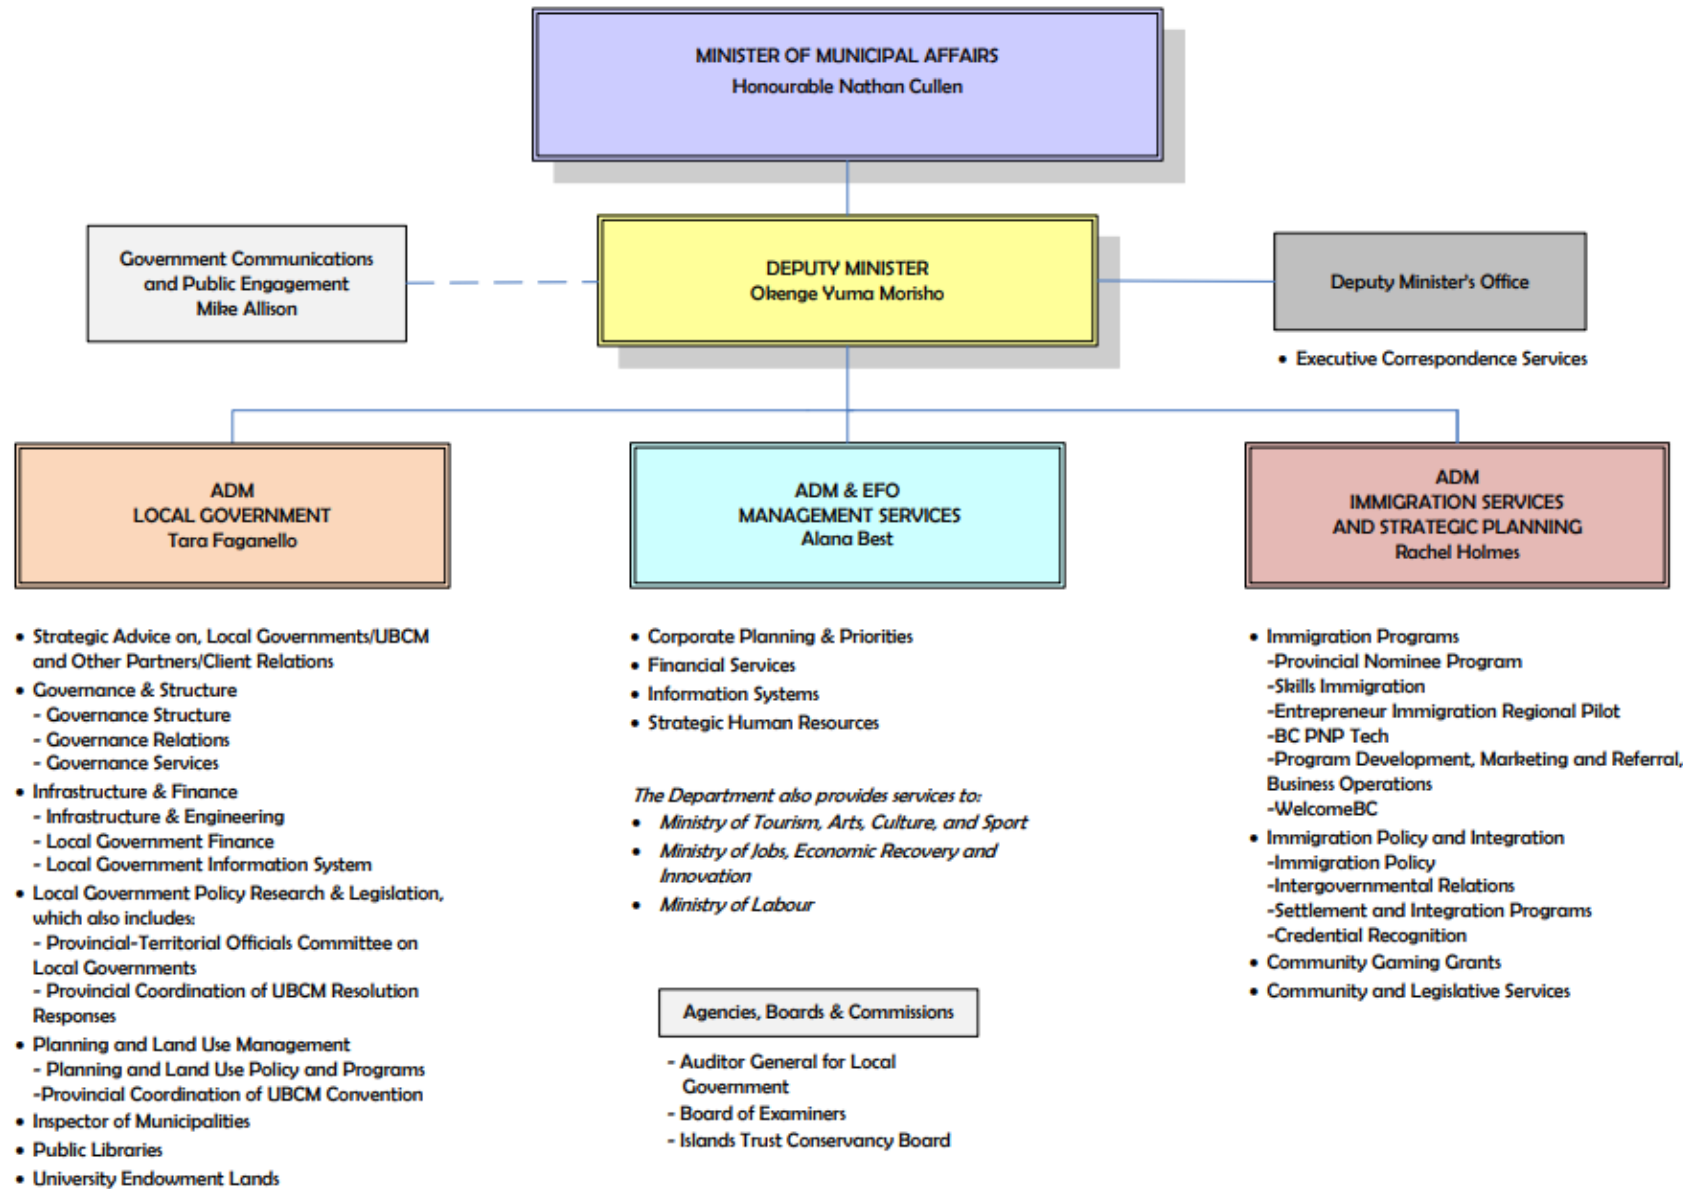 MINISTER OF MUNICIPAL AFFAIRS
Honourable Nathan Cullen
Government Communications
and Public Engagement
Mike Allison
DEPUTY MINISTER
Okenge Yuma Morisho
Deputy Minister's Office
• Executive Correspondence Services
ADM
LOCAL GOVERNMENT
Tara Faganello
• Strategic Advice on, Local Governments/UBCM
and Other Partners/Client Relations
• Governance & Structure
- Governance Structure
- Governance Relations
- Governance Services
• Infrastructure & Finance
- Infrastructure & Engineering
- Local Government Finance
- Local Government Information System
• Local Government Policy Research & Legislation,
which also includes:
- Provincial-Territorial Officials Committee on
Local Governments
- Provincial Coordination of UBCM Resolution
Responses
• Planning and Land Use Management
- Planning and Land Use Policy and Programs
-Provincial Coordination of UBCM Convention
• Inspector of Municipalities
• Public Libraries
• University Endowment Lands
ADM & EFO
MANAGEMENT SERVICES
Alana Best
• Corporate Planning & Priorities
• Financial Services
• Information Systems
• Strategic Human Resources
The Department also provides services to:
• Ministry of Tourism, Arts, Culture, and Sport
• Ministry of Jobs, Economic Recovery and
Innovation
• Ministry of Labour
Agencies, Boards & Commissions
- Auditor General for Local
Government
- Board of Examiners
- Islands Trust Conservancy Board
ADM
IMMIGRATION SERVICES
AND STRATEGIC PLANNING
Rachel Holmes
• Immigration Programs
-Provincial Nominee Program
-Skills Immigration
-Entrepreneur Immigration Regional Pilot
-BC PNP Tech
-Program Development, Marketing and Referral,
Business Operations
-WelcomeBC
• Immigration Policy and Integration
-Immigration Policy
-Intergovernmental Relations
-Settlement and Integration Programs
-Credential Recognition
• Community Gaming Grants
• Community and Legislative Services